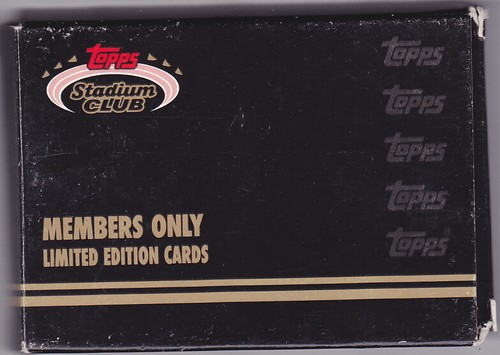 Topps
Stadium
CLUB
MEMBERS ONLY
LIMITED EDITION CARDS
Topps
Topps
Topps
Topps
Topps